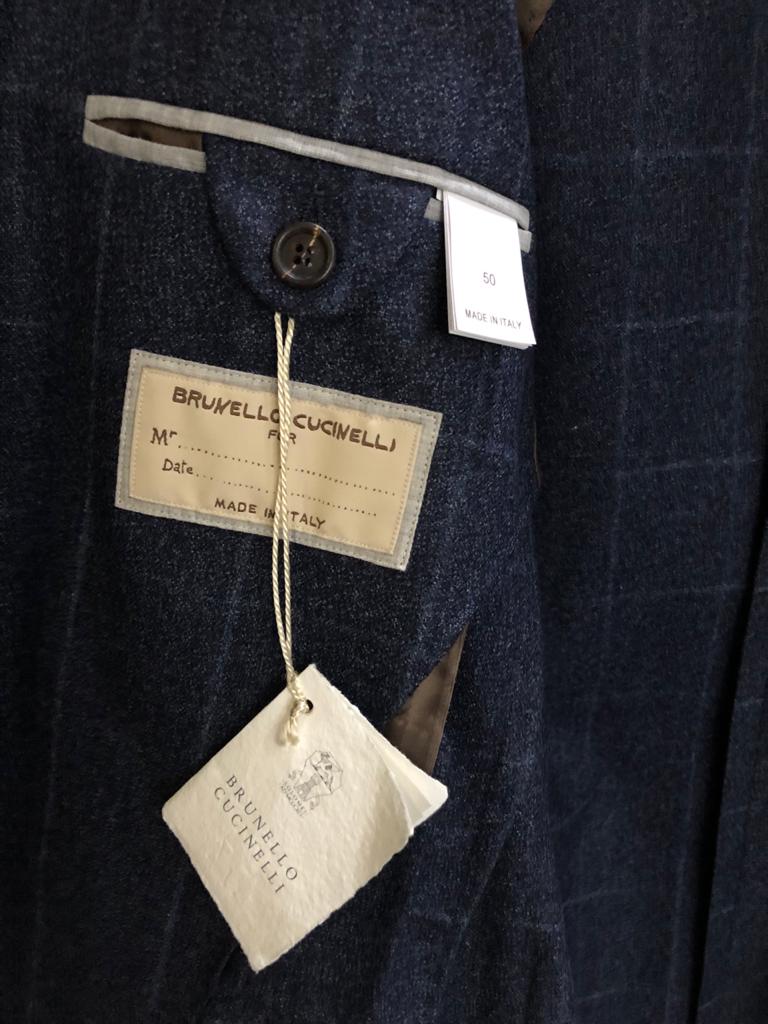 50
MADE IN ITALY
BRUNELLO CUCINELLI
FOR
Mr
Date
MADE IN ITALY
BRUNELLO
CUCINELLI